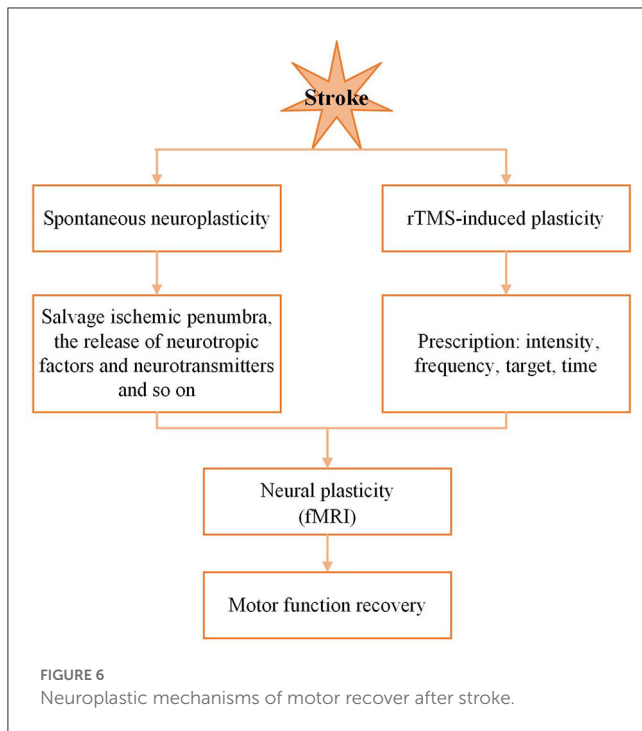 Stroke
Spontaneous neuroplasticity
rTMS-induced plasticity
Salvage ischemic penumbra,
the release of neurotropic
factors and neurotransmitters
and so on
Prescription: intensity,
frequency, target, time
Neural plasticity
(fMRI)
Motor function recovery
FIGURE 6
Neuroplastic mechanisms of motor recover after stroke.